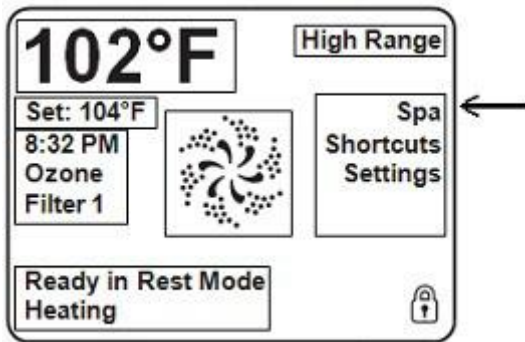 102°F
High Range
Set: 104°F
8:32 PM
Ozone
Filter 1
Spa
Shortcuts
Settings
Ready in Rest Mode
Heating